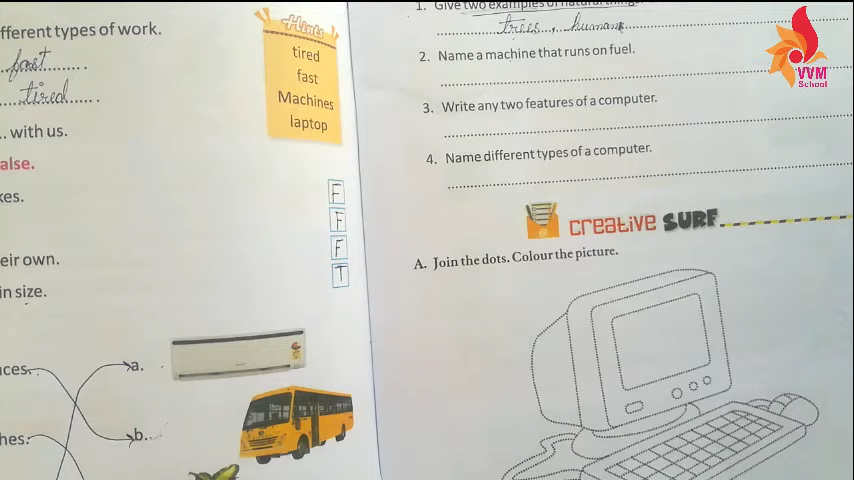 fferent types of work.
fast
tired
.. with us.
alse.
kes.
eir own.
in size.
Hints
tired
fast
Machines
laptop
F
F
F
T
ces.
a.
hes.
b.
1. Give two examples of natural things.
trees, humans
2. Name a machine that runs on fuel.
3. Write any two features of a computer.
4. Name different types of a computer.
CREATIVE SURF
A. Join the dots. Colour the picture.
VVM
School